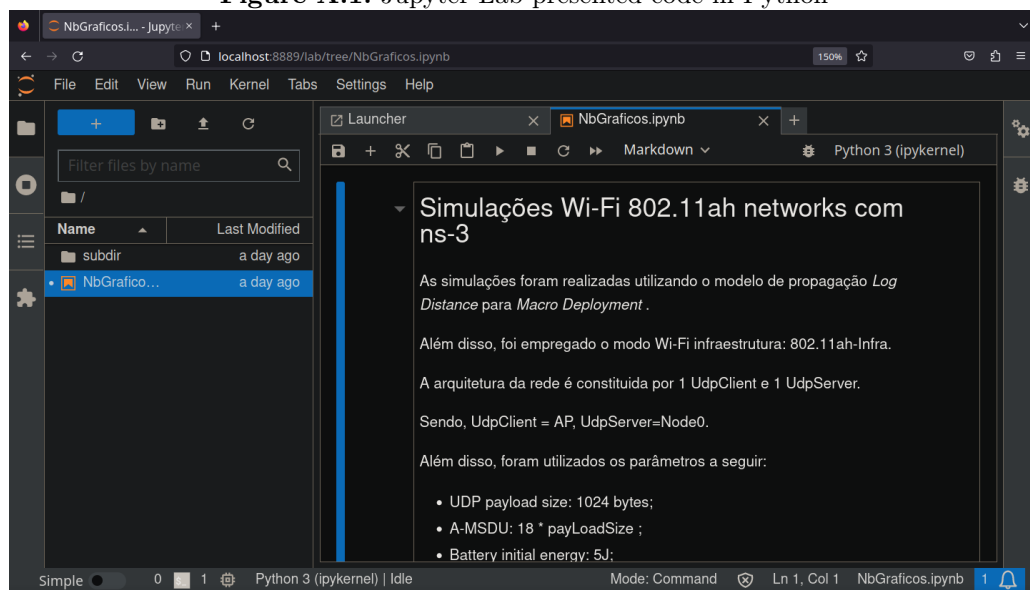 Figure A.1: Jupyter Lab presented code in Python
NbGraficos.i... - Jupyte
localhost:8889/lab/tree/NbGraficos.ipynb
150%
File Edit View Run Kernel Tabs Settings Help
Launcher
NbGraficos.ipynb
Filter files by name
Markdown
Python 3 (ipykernel)
/
Name Last Modified
subdir a day ago
NbGrafico... a day ago
Simulações Wi-Fi 802.11ah networks com
ns-3
As simulações foram realizadas utilizando o modelo de propagação Log
Distance para Macro Deployment .
Além disso, foi empregado o modo Wi-Fi infraestrutura: 802.11ah-Infra.
A arquitetura da rede é constituida por 1 UdpClient e 1 UdpServer.
Sendo, UdpClient = AP, UdpServer=Node0.
Além disso, foram utilizados os parâmetros a seguir:
• UDP payload size: 1024 bytes;
• A-MSDU: 18 * payLoadSize ;
• Battery initial energy: 5J;
Simple 0 1 Python 3 (ipykernel) | Idle Mode: Command Ln 1, Col 1 NbGraficos.ipynb 1